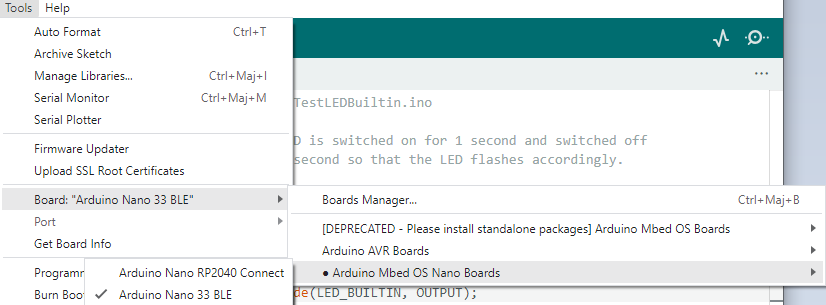 Tools Help
Auto Format Ctrl+T
Archive Sketch
Manage Libraries... Ctrl+Maj+I
Serial Monitor Ctrl+Maj+M
Serial Plotter
Firmware Updater
Upload SSL Root Certificates
Board: "Arduino Nano 33 BLE"
Port
Get Board Info
Programm
Burn Boo
TestLEDBuiltin.ino
D is switched on for 1 second and switched off
second so that the LED flashes accordingly.
Boards Manager... Ctrl+Maj+B
[DEPRECATED - Please install standalone packages] Arduino Mbed OS Boards
Arduino AVR Boards
● Arduino Mbed OS Nano Boards
Arduino Nano RP2040 Connect
✓ Arduino Nano 33 BLE
de(LED_BUILTIN, OUTPUT);